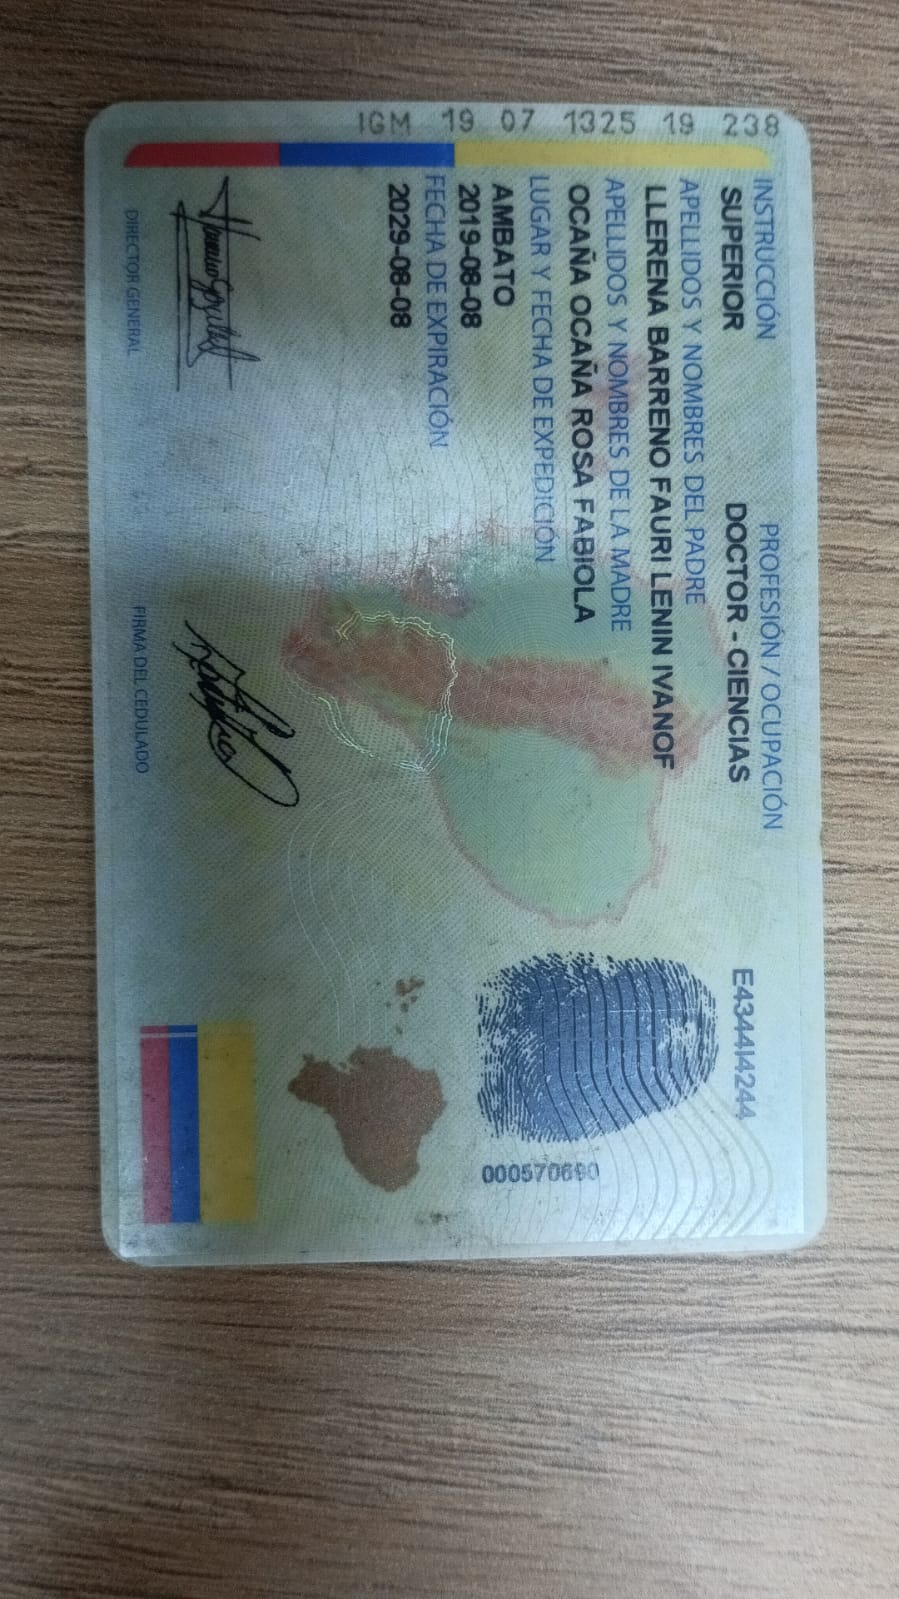 IGM 19 07 1325 19 238
INSTRUCCIÓN PROFESIÓN / OCUPACIÓN
SUPERIOR DOCTOR - CIENCIAS E434414244
APELLIDOS Y NOMBRES DEL PADRE
LLERENA BARRENO FAURI LENIN IVANOF
APELLIDOS Y NOMBRES DE LA MADRE
OCAÑA OCAÑA ROSA FABIOLA
LUGAR Y FECHA DE EXPEDICIÓN
AMBATO
2019-08-08
FECHA DE EXPIRACIÓN
2029-08-08
000570690
DIRECTOR GENERAL FIRMA DEL CEDULADO